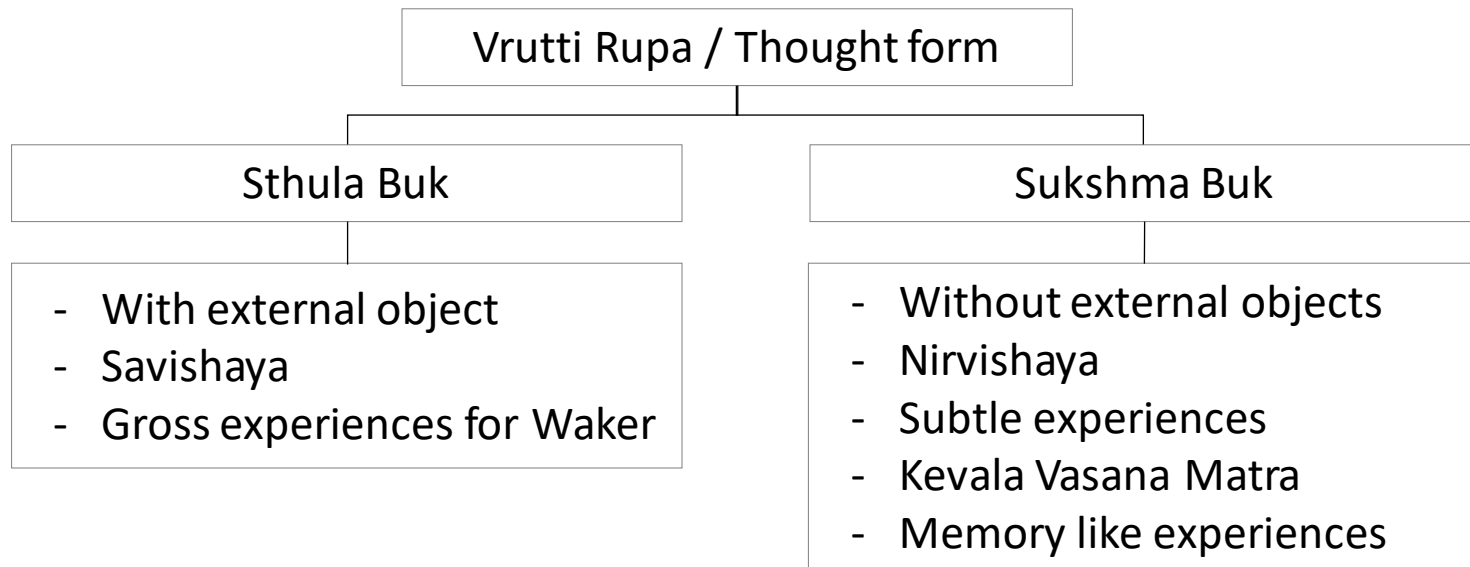 Vrutti Rupa / Thought form
Sthula Buk
Sukshma Buk
- With external object
- Savishaya
- Gross experiences for Waker
- Without external objects
- Nirvishaya
- Subtle experiences
- Kevala Vasana Matra
- Memory like experiences